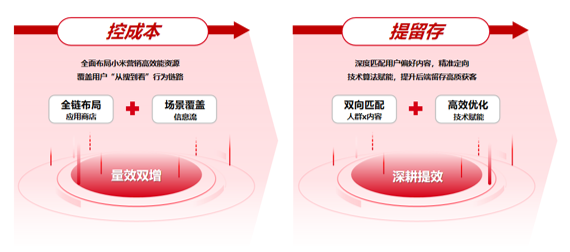 控成本
全面布局小米营销高效能资源
覆盖用户“从搜到看”行为链路
全链布局
应用商店
场景覆盖
信息流
量效双增
提留存
深度匹配用户偏好内容，精准定向
技术算法赋能，提升后端留存高质获客
双向匹配
人群x内容
高效优化
技术赋能
深耕提效